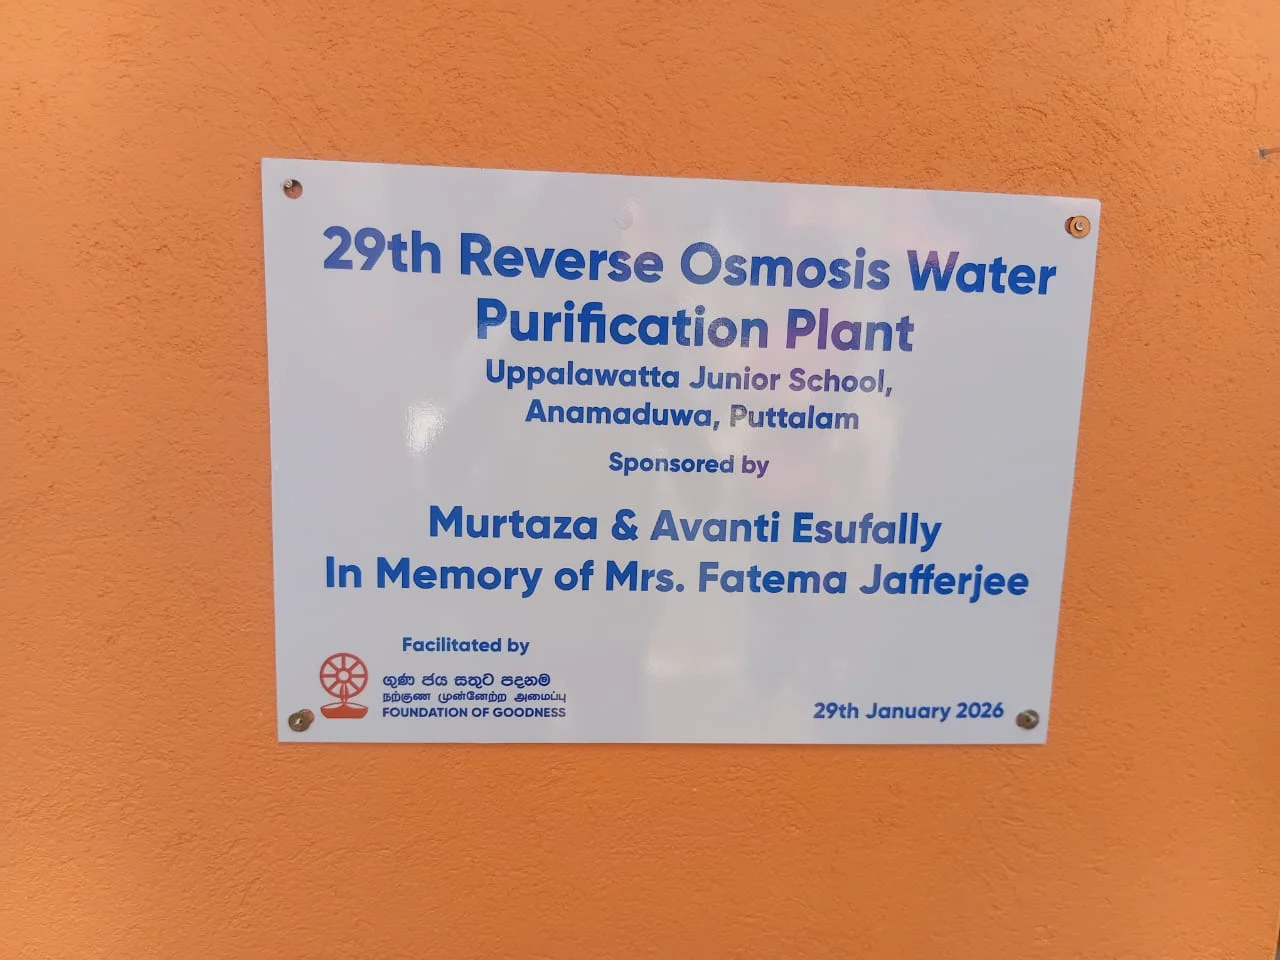 29th Reverse Osmosis Water
Purification Plant
Uppalawatta Junior School,
Anamaduwa, Puttalam
Sponsored by
Murtaza & Avanti Esufally
In Memory of Mrs. Fatema Jafferjee
Facilitated by
ගුණ ජය සතුට පදනම
நற்குண முன்னேற்ற அமைப்பு
FOUNDATION OF GOODNESS
29th January 2026